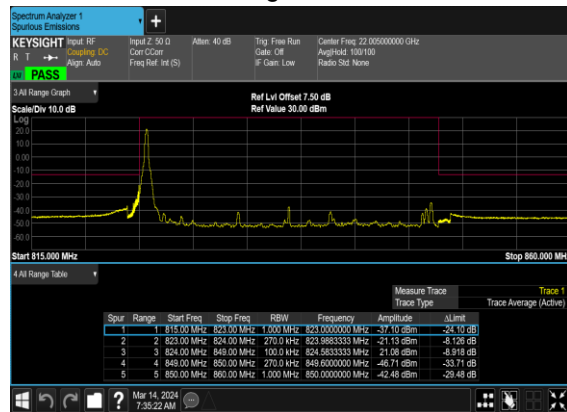 Spectrum Analyzer 1
Spurious Emissions
KEYSIGHT Input: RF Input Z: 50 Ω Atten: 40 dB Trig: Free Run Center Freq: 22.005000000 GHz
R T Coupling: DC Corr CCorr Gate: Off Avg|Hold: 100/100
Align: Auto Freq Ref: Int (S) IF Gain: Low Radio Std: None
LW PASS
3 All Range Graph
Ref Lvl Offset 7.50 dB
Scale/Div 10.0 dB Ref Value 30.00 dBm
Log
20.0
10.0
0.00
-10.0
-20.0
-30.0
-40.0
-50.0
-60.0
Start 815.000 MHz Stop 860.000 MH
4 All Range Table
Measure Trace Trace 1
Trace Type Trace Average (Active)
Spur Range Start Freq Stop Freq RBW Frequency Amplitude ΔLimit
1 1 815.00 MHz 823.00 MHz 1.000 MHz 823.0000000 MHz -37.10 dBm -24.10 dB
2 2 823.00 MHz 824.00 MHz 270.0 kHz 823.9883333 MHz -21.13 dBm -8.126 dB
3 3 824.00 MHz 849.00 MHz 100.0 kHz 824.5833333 MHz 21.08 dBm -8.918 dB
4 4 849.00 MHz 850.00 MHz 270.0 kHz 849.6000000 MHz -46.71 dBm -33.71 dB
5 5 850.00 MHz 860.00 MHz 1.000 MHz 850.0000000 MHz -42.48 dBm -29.48 dB
? Mar 14, 2024
7:35:22 AM